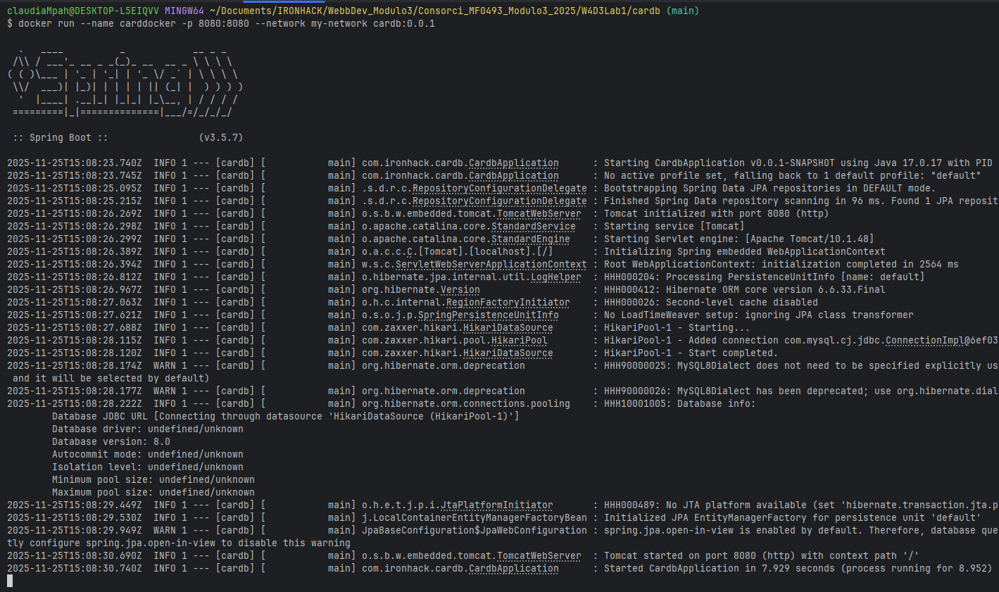 claudiaMpah@DESKTOP-L5EIQVV MINGW64 ~/Documents/IRONHACK/WebbDev_Modulo3/Consorci_MF0493_Modulo3_2025/W4D3Lab1/cardb (main)
$ docker run --name carddocker -p 8080:8080 --network my-network cardb:0.0.1

  .   ____          _            __ _ _
 /\\ / ___'_ __ _ _(_)_ __  __ _ \ \ \ \
( ( )\___ | '_ | '_| | '_ \/ _` | \ \ \ \
 \\/  ___)| |_)| | | | | || (_| |  ) ) ) )
  '  |____| .__|_| |_|_| |_\__, | / / / /
 =========|_|==============|___/=/_/_/_/

 :: Spring Boot ::                (v3.5.7)

2025-11-25T15:08:23.740Z  INFO 1 --- [cardb] [           main] com.ironhack.cardb.CardbApplication      : Starting CardbApplication v0.0.1-SNAPSHOT using Java 17.0.17 with PID
2025-11-25T15:08:23.745Z  INFO 1 --- [cardb] [           main] com.ironhack.cardb.CardbApplication      : No active profile set, falling back to 1 default profile: "default"
2025-11-25T15:08:25.095Z  INFO 1 --- [cardb] [           main] .s.d.r.c.RepositoryConfigurationDelegate : Bootstrapping Spring Data JPA repositories in DEFAULT mode.
2025-11-25T15:08:25.215Z  INFO 1 --- [cardb] [           main] .s.d.r.c.RepositoryConfigurationDelegate : Finished Spring Data repository scanning in 96 ms. Found 1 JPA reposit
2025-11-25T15:08:26.269Z  INFO 1 --- [cardb] [           main] o.s.b.w.embedded.tomcat.TomcatWebServer  : Tomcat initialized with port 8080 (http)
2025-11-25T15:08:26.298Z  INFO 1 --- [cardb] [           main] o.apache.catalina.core.StandardService   : Starting service [Tomcat]
2025-11-25T15:08:26.299Z  INFO 1 --- [cardb] [           main] o.apache.catalina.core.StandardEngine    : Starting Servlet engine: [Apache Tomcat/10.1.48]
2025-11-25T15:08:26.389Z  INFO 1 --- [cardb] [           main] o.a.c.c.C.[Tomcat].[localhost].[/]       : Initializing Spring embedded WebApplicationContext
2025-11-25T15:08:26.394Z  INFO 1 --- [cardb] [           main] w.s.c.ServletWebServerApplicationContext : Root WebApplicationContext: initialization completed in 2564 ms
2025-11-25T15:08:26.812Z  INFO 1 --- [cardb] [           main] o.hibernate.jpa.internal.util.LogHelper  : HHH000204: Processing PersistenceUnitInfo [name: default]
2025-11-25T15:08:26.967Z  INFO 1 --- [cardb] [           main] org.hibernate.Version                    : HHH000412: Hibernate ORM core version 6.6.33.Final
2025-11-25T15:08:27.063Z  INFO 1 --- [cardb] [           main] o.h.c.internal.RegionFactoryInitiator    : HHH000026: Second-level cache disabled
2025-11-25T15:08:27.621Z  INFO 1 --- [cardb] [           main] o.s.o.j.p.SpringPersistenceUnitInfo      : No LoadTimeWeaver setup: ignoring JPA class transformer
2025-11-25T15:08:27.688Z  INFO 1 --- [cardb] [           main] com.zaxxer.hikari.HikariDataSource       : HikariPool-1 - Starting...
2025-11-25T15:08:28.115Z  INFO 1 --- [cardb] [           main] com.zaxxer.hikari.pool.HikariPool        : HikariPool-1 - Added connection com.mysql.cj.jdbc.ConnectionImpl@6ef03
2025-11-25T15:08:28.120Z  INFO 1 --- [cardb] [           main] com.zaxxer.hikari.HikariDataSource       : HikariPool-1 - Start completed.
2025-11-25T15:08:28.174Z  WARN 1 --- [cardb] [           main] org.hibernate.orm.deprecation            : HHH90000025: MySQL8Dialect does not need to be specified explicitly us
 and it will be selected by default)
2025-11-25T15:08:28.177Z  WARN 1 --- [cardb] [           main] org.hibernate.orm.deprecation            : HHH90000026: MySQL8Dialect has been deprecated; use org.hibernate.dial
2025-11-25T15:08:28.222Z  INFO 1 --- [cardb] [           main] org.hibernate.orm.connections.pooling    : HHH10001005: Database info:
        Database JDBC URL [Connecting through datasource 'HikariDataSource (HikariPool-1)']
        Database driver: undefined/unknown
        Database version: 8.0
        Autocommit mode: undefined/unknown
        Isolation level: undefined/unknown
        Minimum pool size: undefined/unknown
        Maximum pool size: undefined/unknown
2025-11-25T15:08:29.449Z  INFO 1 --- [cardb] [           main] o.h.e.t.j.p.i.JtaPlatformInitiator       : HHH000489: No JTA platform available (set 'hibernate.transaction.jta.p
2025-11-25T15:08:29.530Z  INFO 1 --- [cardb] [           main] j.LocalContainerEntityManagerFactoryBean : Initialized JPA EntityManagerFactory for persistence unit 'default'
2025-11-25T15:08:29.949Z  WARN 1 --- [cardb] [           main] JpaBaseConfiguration$JpaWebConfiguration : spring.jpa.open-in-view is enabled by default. Therefore, database que
tly configure spring.jpa.open-in-view to disable this warning
2025-11-25T15:08:30.690Z  INFO 1 --- [cardb] [           main] o.s.b.w.embedded.tomcat.TomcatWebServer  : Tomcat started on port 8080 (http) with context path '/'
2025-11-25T15:08:30.740Z  INFO 1 --- [cardb] [           main] com.ironhack.cardb.CardbApplication      : Started CardbApplication in 7.929 seconds (process running for 8.952)